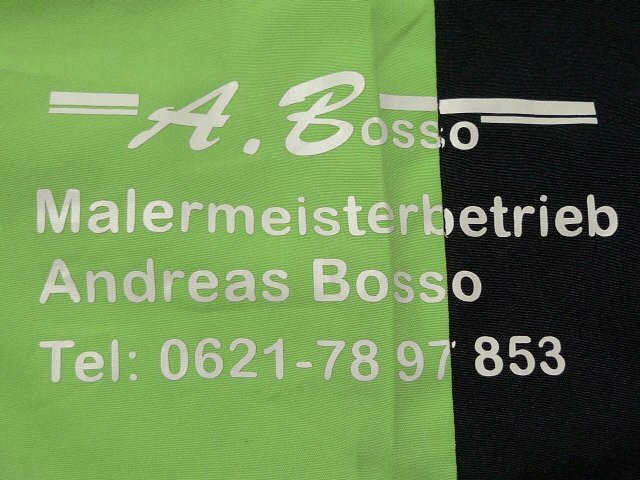 A. Bosso
Malermeisterbetrieb
Andreas Bosso
Tel: 0621-78 97 853